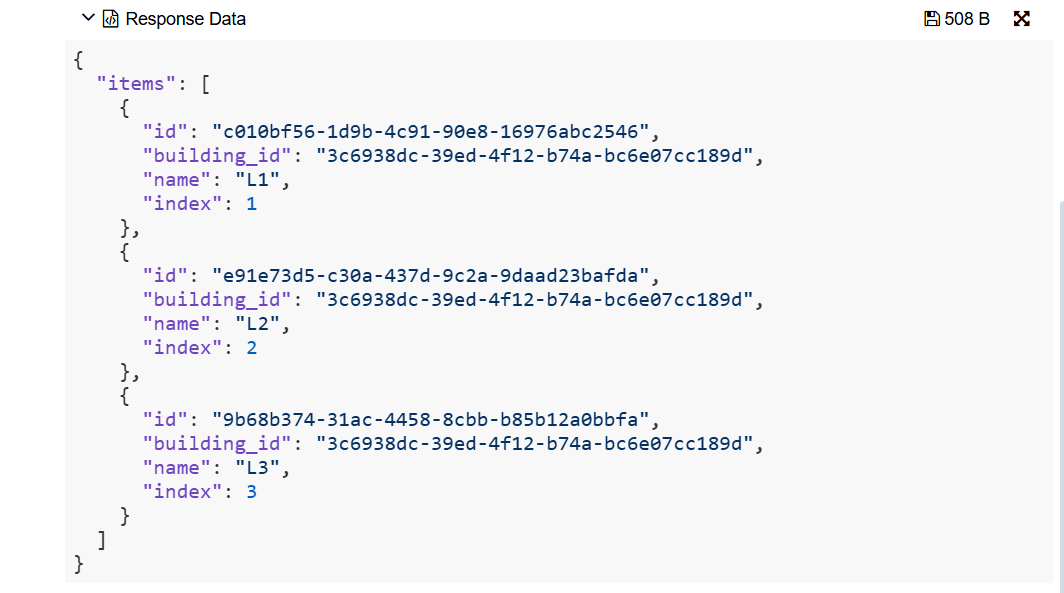 Response Data
508 B
{
  "items": [
    {
      "id": "c010bf56-1d9b-4c91-90e8-16976abc2546",
      "building_id": "3c6938dc-39ed-4f12-b74a-bc6e07cc189d",
      "name": "L1",
      "index": 1
    },
    {
      "id": "e91e73d5-c30a-437d-9c2a-9daad23bafda",
      "building_id": "3c6938dc-39ed-4f12-b74a-bc6e07cc189d",
      "name": "L2",
      "index": 2
    },
    {
      "id": "9b68b374-31ac-4458-8cbb-b85b12a0bbfa",
      "building_id": "3c6938dc-39ed-4f12-b74a-bc6e07cc189d",
      "name": "L3",
      "index": 3
    }
  ]
}